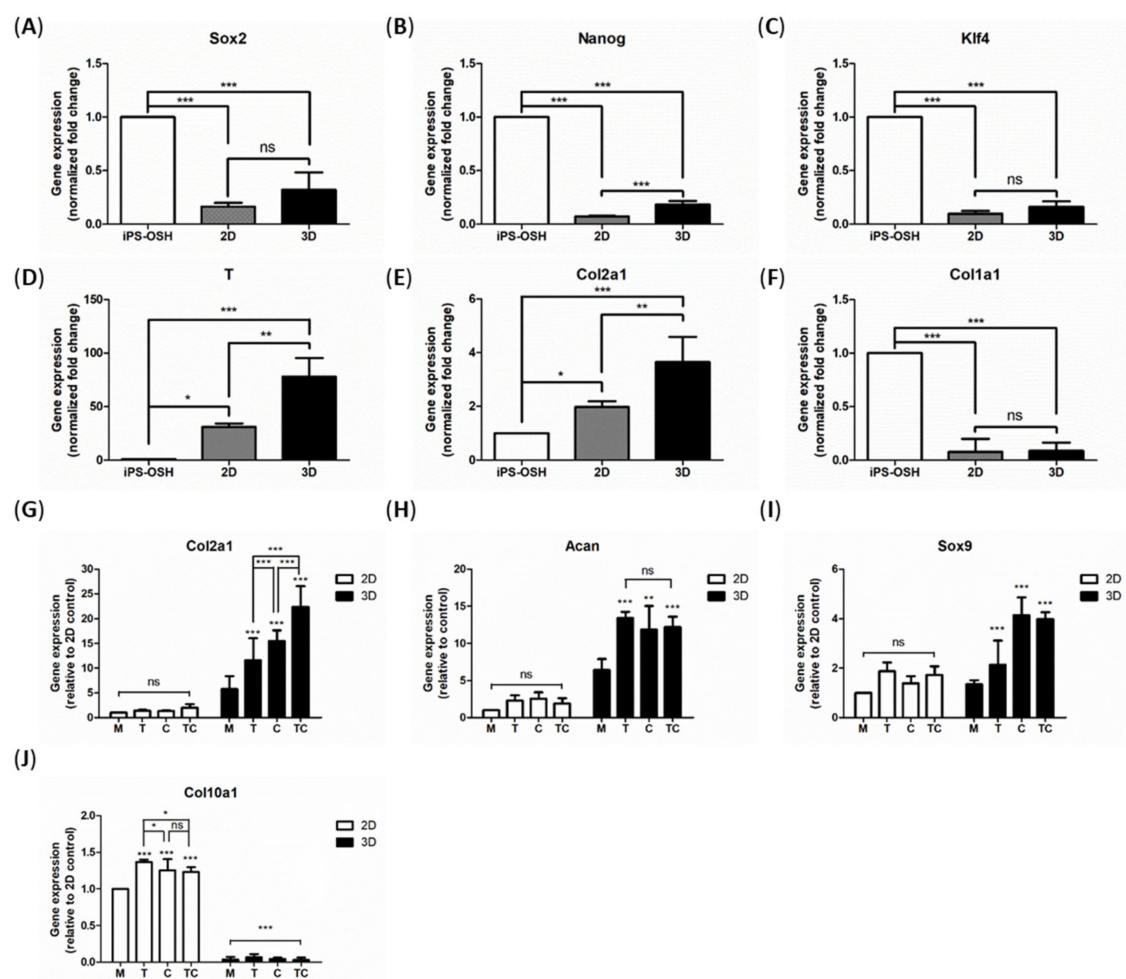 (A)
Sox2
Gene expression
(normalized fold change)
1.5
1.0
0.5
0.0
***
***
ns
iPS-OSH 2D 3D
(B)
Nanog
Gene expression
(normalized fold change)
1.5
1.0
0.5
0.0
***
***
***
iPS-OSH 2D 3D
(C)
Klf4
Gene expression
(normalized fold change)
1.5
1.0
0.5
0.0
***
***
ns
iPS-OSH 2D 3D
(D)
T
Gene expression
(normalized fold change)
150
100
50
0
***
**
*
iPS-OSH 2D 3D
(E)
Col2a1
Gene expression
(normalized fold change)
6
4
2
0
***
**
*
iPS-OSH 2D 3D
(F)
Col1a1
Gene expression
(normalized fold change)
1.5
1.0
0.5
0.0
***
***
ns
iPS-OSH 2D 3D
(G)
Col2a1
Gene expression
(relative to 2D control)
30
25
20
15
10
5
0
***
*** ***
***
***
***
ns
M T C TC M T C TC
2D
3D
(H)
Acan
Gene expression
(relative to control)
20
15
10
5
0
ns
*** ** ***
ns
M T C TC M T C TC
2D
3D
(I)
Sox9
Gene expression
(relative to 2D control)
6
4
2
0
***
***
***
ns
M T C TC M T C TC
2D
3D
(J)
Col10a1
Gene expression
(relative to 2D control)
2.0
1.5
1.0
0.5
0.0
*
* ns
*** *** ***
***
M T C TC M T C TC
2D
3D